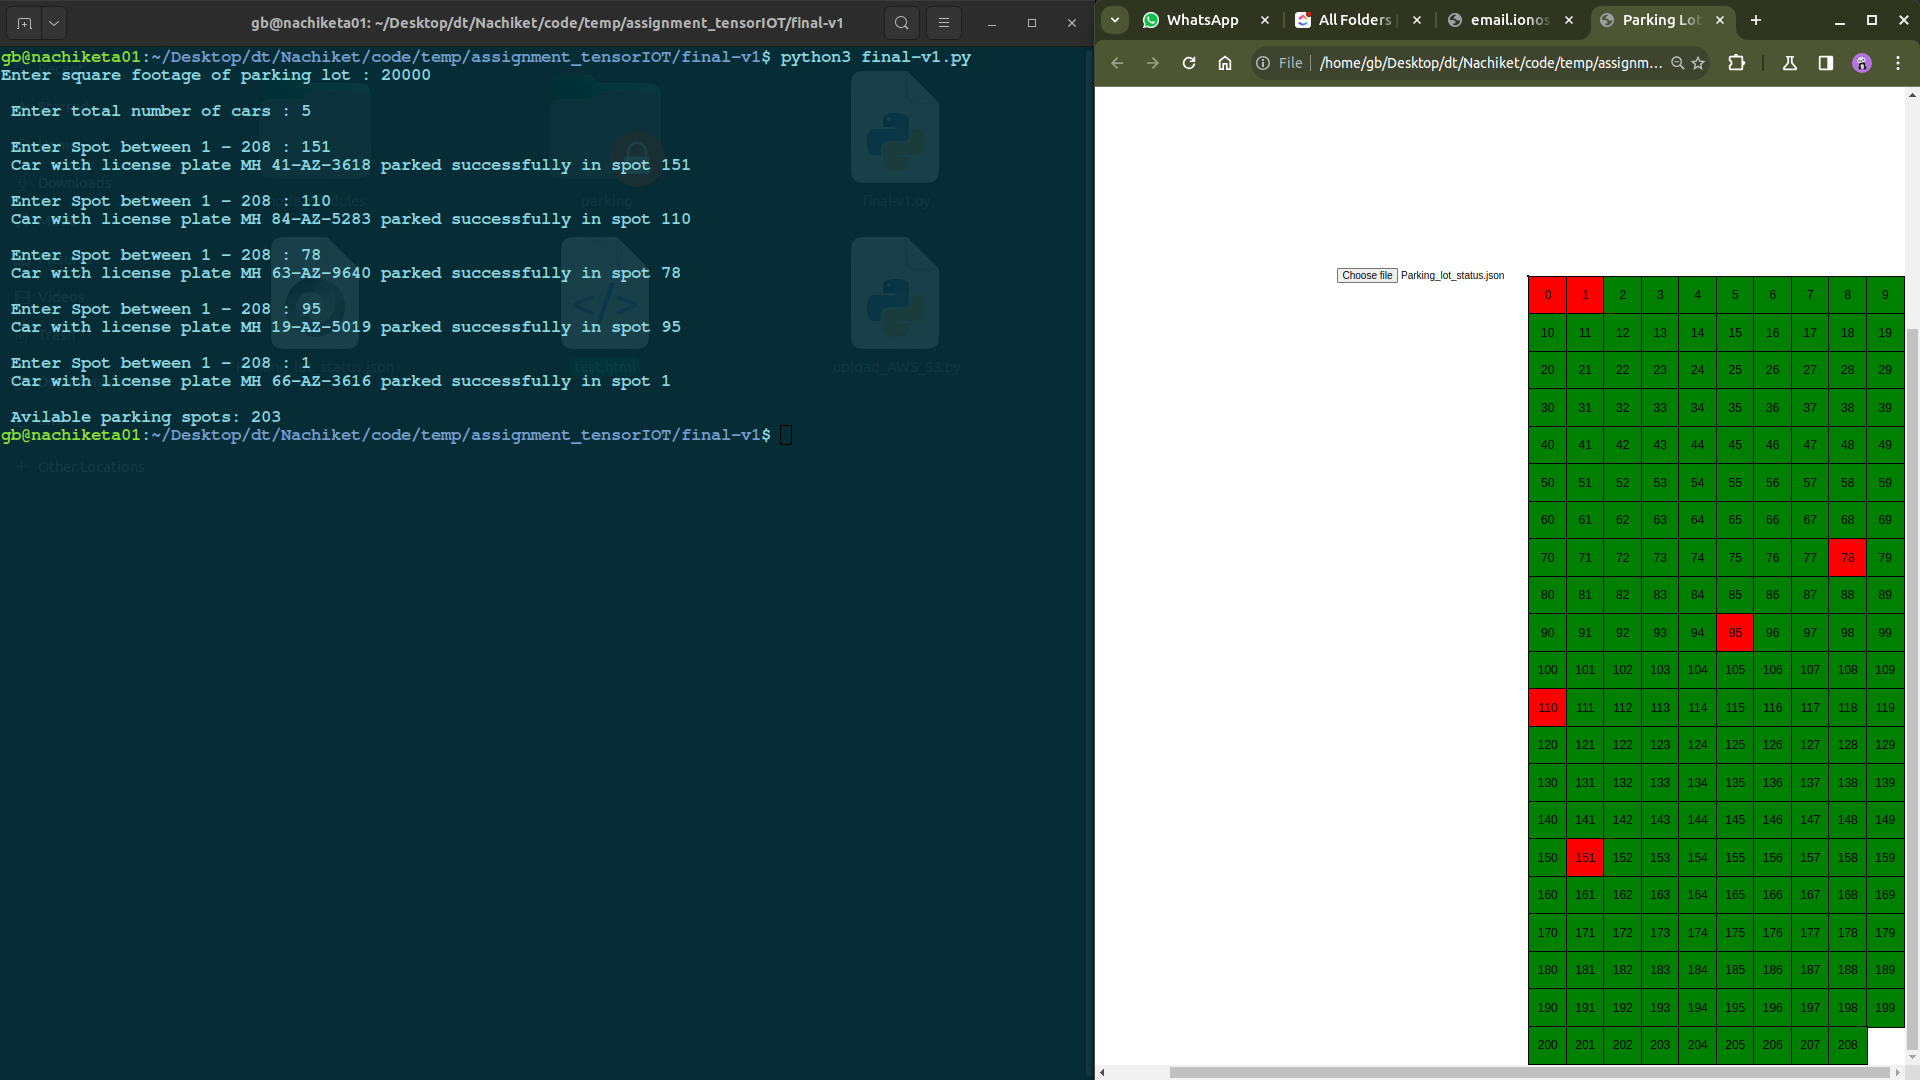 gb@nachiketa01: ~/Desktop/dt/Nachiket/code/temp/assignment_tensorIOT/final-v1
gb@nachiketa01:~/Desktop/dt/Nachiket/code/temp/assignment_tensorIOT/final-v1$ python3 final-v1.py
Enter square footage of parking lot : 20000
Enter total number of cars : 5
Enter Spot between 1 - 208 : 151
Car with license plate MH 41-AZ-3618 parked successfully in spot 151
Enter Spot between 1 - 208 : 110
Car with license plate MH 84-AZ-5283 parked successfully in spot 110
Enter Spot between 1 - 208 : 78
Car with license plate MH 63-AZ-9640 parked successfully in spot 78
Enter Spot between 1 - 208 : 95
Car with license plate MH 19-AZ-5019 parked successfully in spot 95
Enter Spot between 1 - 208 : 1
Car with license plate MH 66-AZ-3616 parked successfully in spot 1
Avilable parking spots: 203
gb@nachiketa01:~/Desktop/dt/Nachiket/code/temp/assignment_tensorIOT/final-v1$
Downloads
Videos
Trash
Other Locations
parking
final-v1.py
test.html
upload_AWS_S3.py
WhatsApp
All Folders
email.ionos
Parking Lot
File
/home/gb/Desktop/dt/Nachiket/code/temp/assignm...
Choose file Parking_lot_status.json
0 1 2 3 4 5 6 7 8 9
10 11 12 13 14 15 16 17 18 19
20 21 22 23 24 25 26 27 28 29
30 31 32 33 34 35 36 37 38 39
40 41 42 43 44 45 46 47 48 49
50 51 52 53 54 55 56 57 58 59
60 61 62 63 64 65 66 67 68 69
70 71 72 73 74 75 76 77 78 79
80 81 82 83 84 85 86 87 88 89
90 91 92 93 94 95 96 97 98 99
100 101 102 103 104 105 106 107 108 109
110 111 112 113 114 115 116 117 118 119
120 121 122 123 124 125 126 127 128 129
130 131 132 133 134 135 136 137 138 139
140 141 142 143 144 145 146 147 148 149
150 151 152 153 154 155 156 157 158 159
160 161 162 163 164 165 166 167 168 169
170 171 172 173 174 175 176 177 178 179
180 181 182 183 184 185 186 187 188 189
190 191 192 193 194 195 196 197 198 199
200 201 202 203 204 205 206 207 208